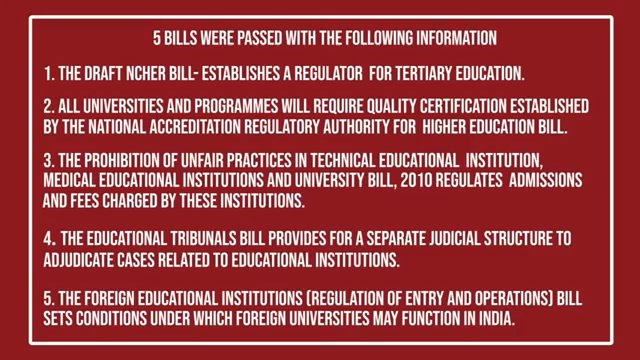 5 BILLS WERE PASSED WITH THE FOLLOWING INFORMATION
1. THE DRAFT NCHER BILL- ESTABLISHES A REGULATOR FOR TERTIARY EDUCATION.
2. ALL UNIVERSITIES AND PROGRAMMES WILL REQUIRE QUALITY CERTIFICATION ESTABLISHED
BY THE NATIONAL ACCREDITATION REGULATORY AUTHORITY FOR HIGHER EDUCATION BILL.
3. THE PROHIBITION OF UNFAIR PRACTICES IN TECHNICAL EDUCATIONAL INSTITUTION,
MEDICAL EDUCATIONAL INSTITUTIONS AND UNIVERSITY BILL, 2010 REGULATES ADMISSIONS
AND FEES CHARGED BY THESE INSTITUTIONS.
4. THE EDUCATIONAL TRIBUNALS BILL PROVIDES FOR A SEPARATE JUDICIAL STRUCTURE TO
ADJUDICATE CASES RELATED TO EDUCATIONAL INSTITUTIONS.
5. THE FOREIGN EDUCATIONAL INSTITUTIONS (REGULATION OF ENTRY AND OPERATIONS) BILL
SETS CONDITIONS UNDER WHICH FOREIGN UNIVERSITIES MAY FUNCTION IN INDIA.